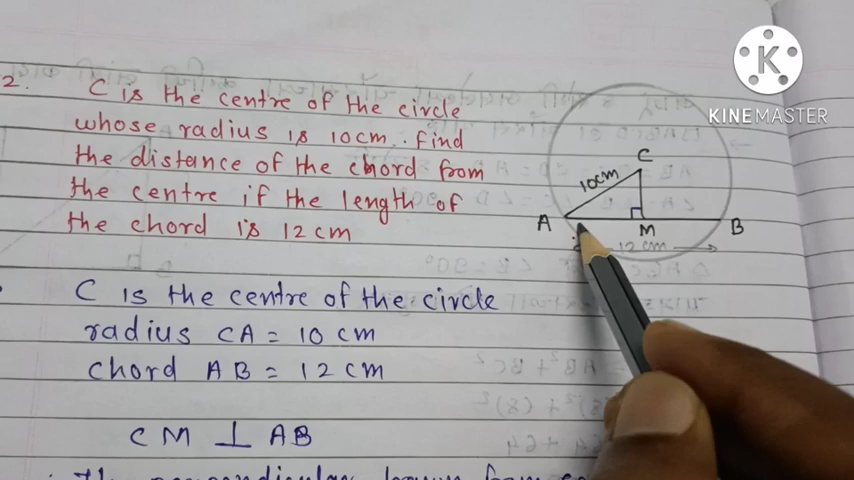 2. C is the centre of the circle
whose radius is 10cm. Find
the distance of the chord from
the centre if the length of
the chord is 12 cm
KINEMASTER
C
10cm
A
M
B
12 cm
C is the centre of the circle
radius CA = 10 cm
chord AB = 12 cm
CM ⊥ AB